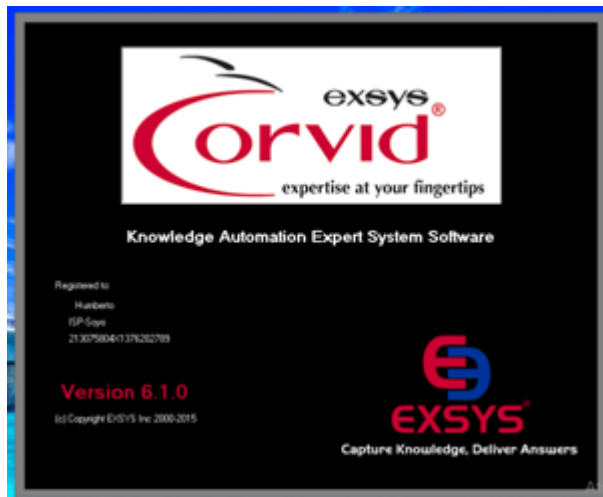 exsys
Corvid®
expertise at your fingertips
Knowledge Automation Expert System Software
Registered to
Humberto
ISP-Soyo
Version 6.1.0
(c) Copyright EXSYS Inc 2000-2015
EXSYS
Capture Knowledge, Deliver Answers